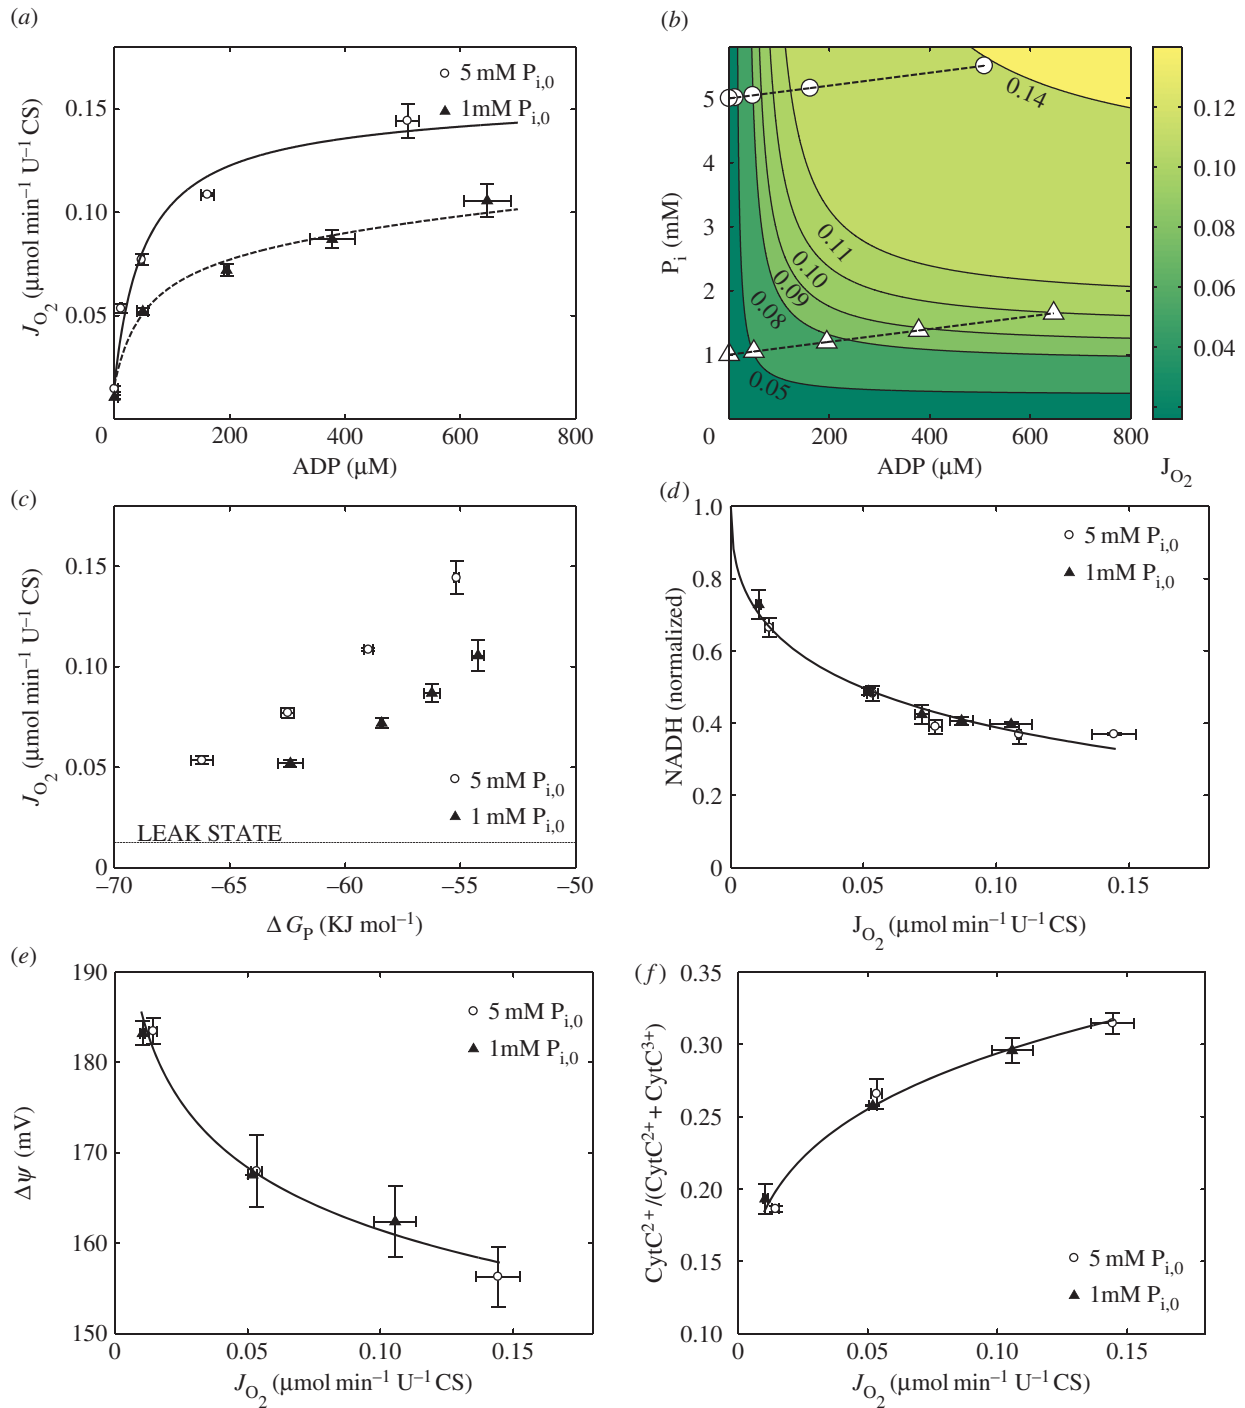 (a)
J_O2 (μmol min⁻¹ U⁻¹ CS)
0.15
0.10
0.05
0 200 400 600 800
ADP (μM)
5 mM P_i,0
1mM P_i,0
(b)
P_i (mM)
5
4
3
2
1
0 200 400 600 800
ADP (μM)
0.14
0.11
0.10
0.09
0.08
0.05
0.12
0.10
0.08
0.06
0.04
J_O2
(c)
J_O2 (μmol min⁻¹ U⁻¹ CS)
0.15
0.10
0.05
0
−70 −65 −60 −55 −50
Δ G_P (KJ mol⁻¹)
5 mM P_i,0
1 mM P_i,0
LEAK STATE
(d)
NADH (normalized)
1.0
0.8
0.6
0.4
0.2
0
0 0.05 0.10 0.15
J_O2 (μmol min⁻¹ U⁻¹ CS)
5 mM P_i,0
1mM P_i,0
(e)
Δψ (mV)
190
180
170
160
150
0 0.05 0.10 0.15
J_O2 (μmol min⁻¹ U⁻¹ CS)
5 mM P_i,0
1mM P_i,0
(f)
CytC²⁺/(CytC²⁺ + CytC³⁺)
0.35
0.30
0.25
0.20
0.15
0.10
0 0.05 0.10 0.15
J_O2 (μmol min⁻¹ U⁻¹ CS)
5 mM P_i,0
1mM P_i,0